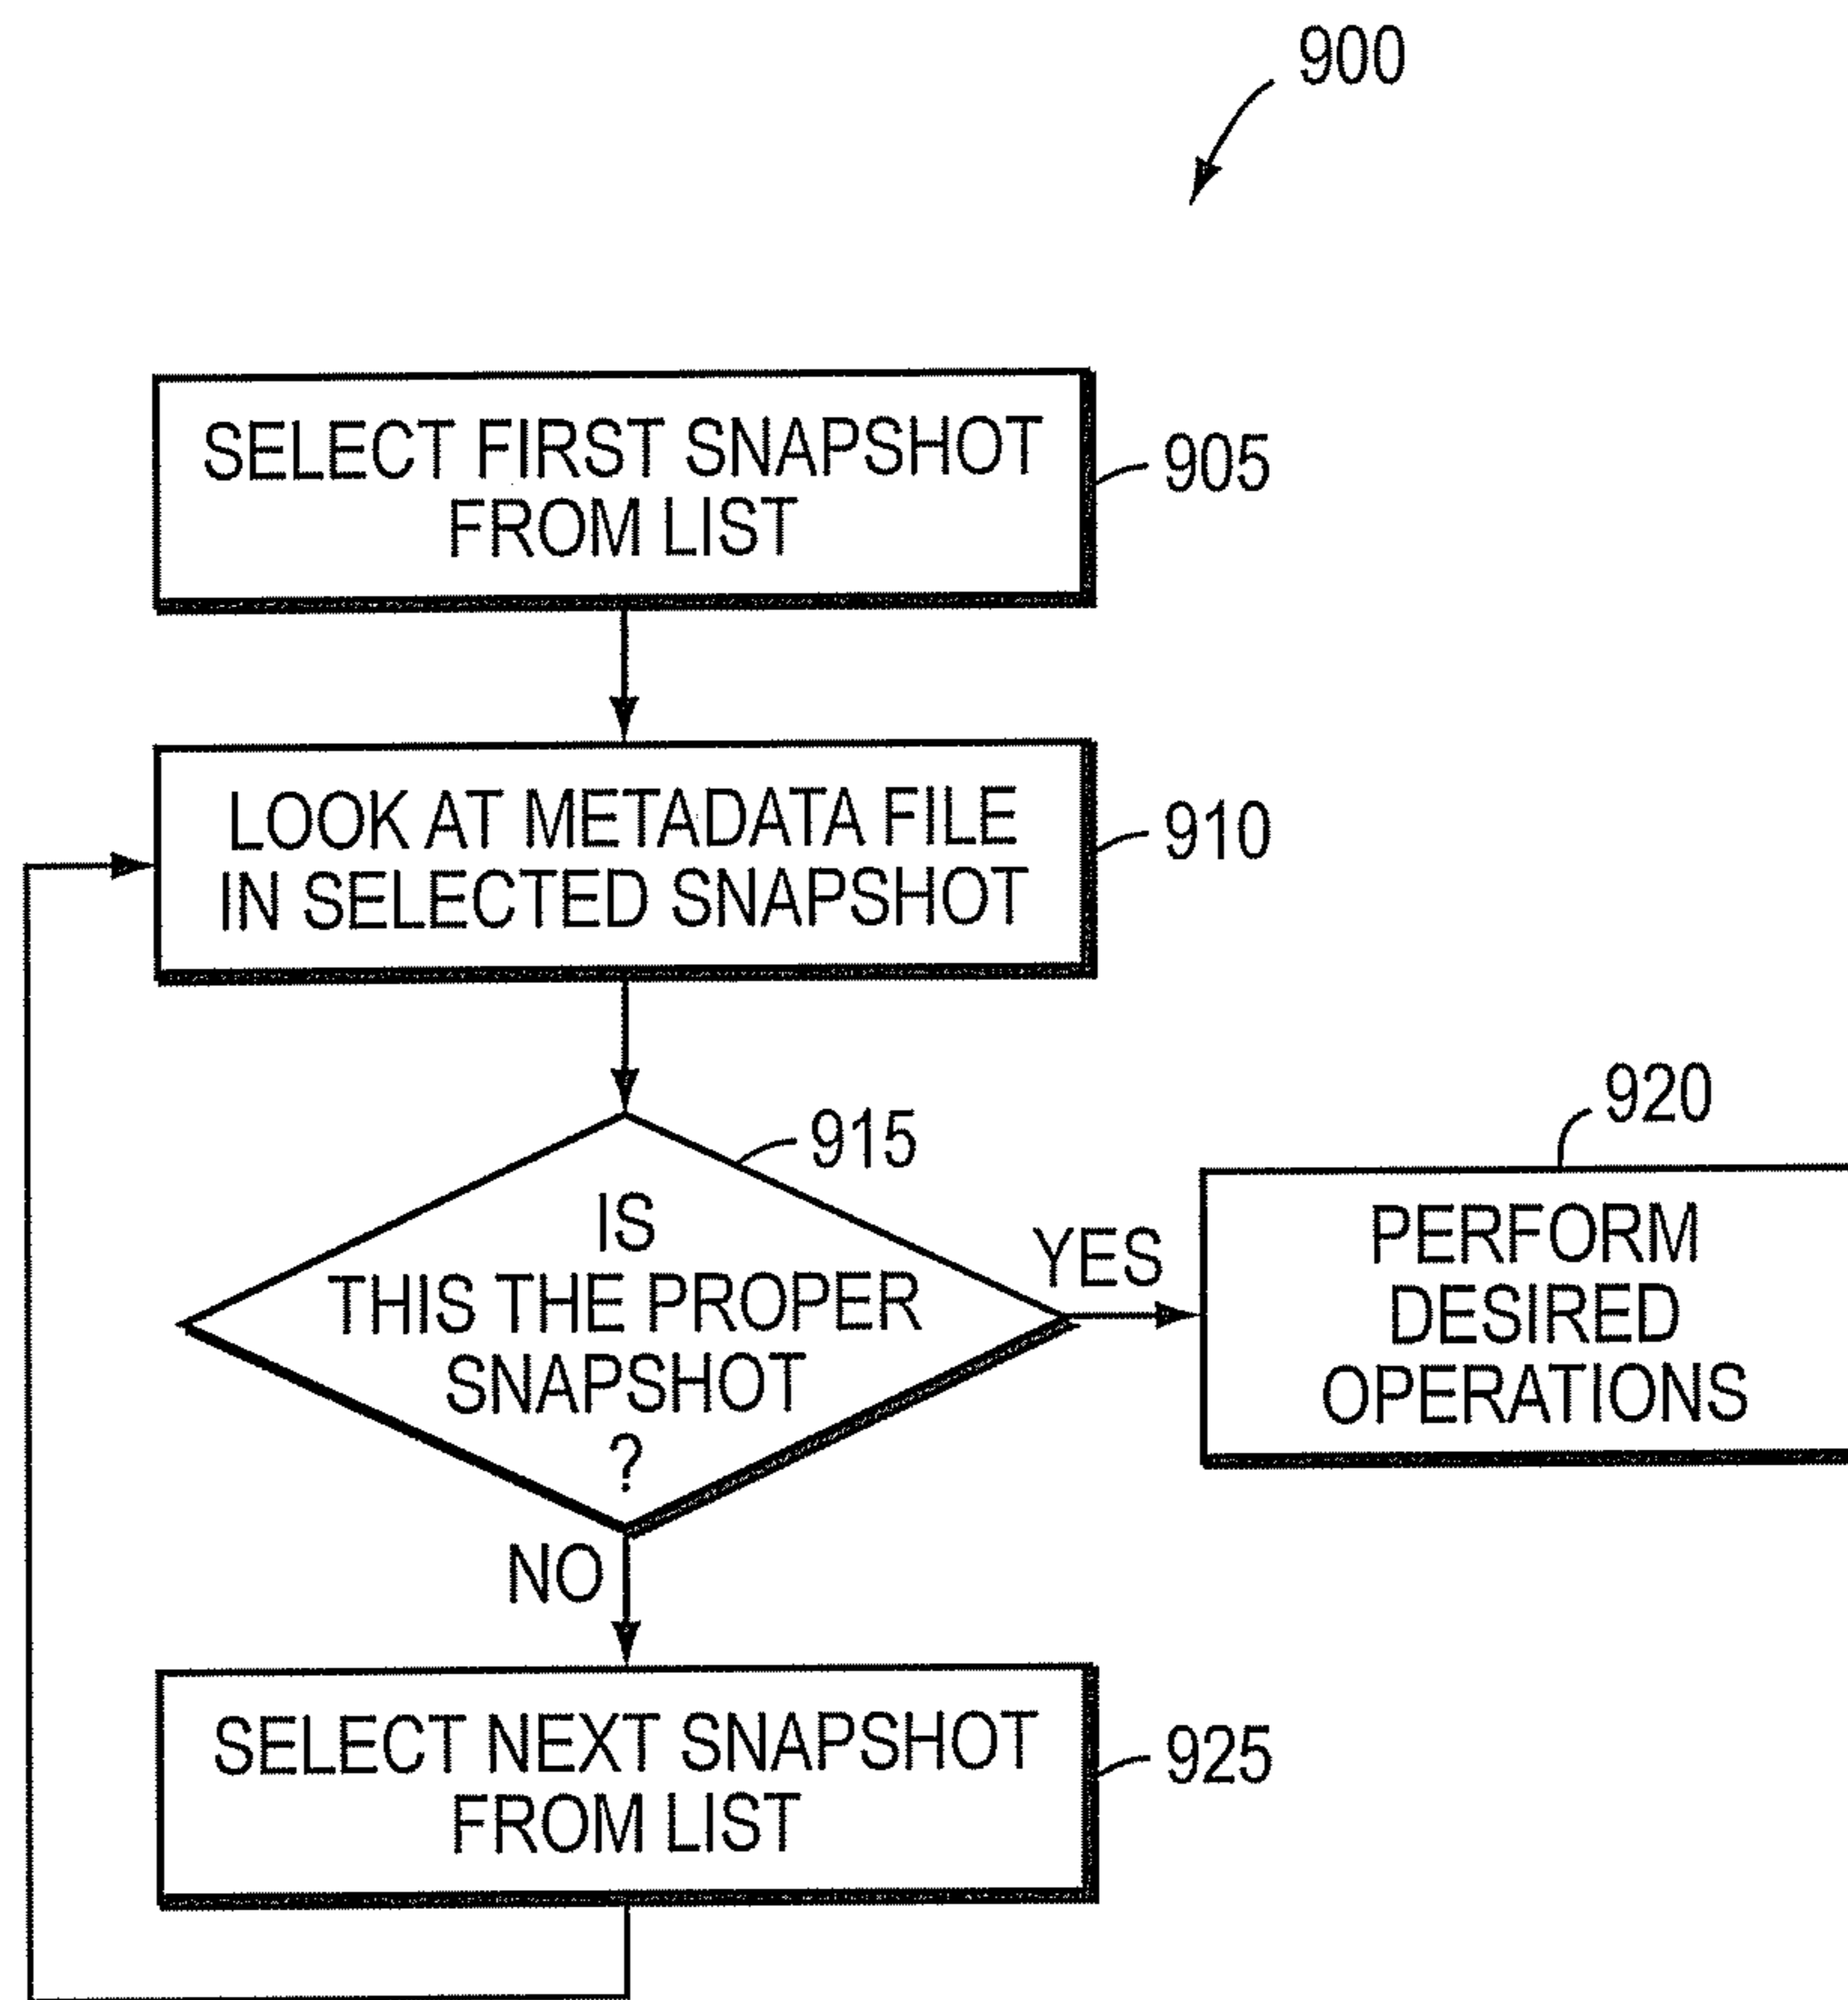 900
SELECT FIRST SNAPSHOT
FROM LIST
905
LOOK AT METADATA FILE
IN SELECTED SNAPSHOT
910
915
IS
THIS THE PROPER
SNAPSHOT
?
YES
920
PERFORM
DESIRED
OPERATIONS
NO
SELECT NEXT SNAPSHOT
FROM LIST
925